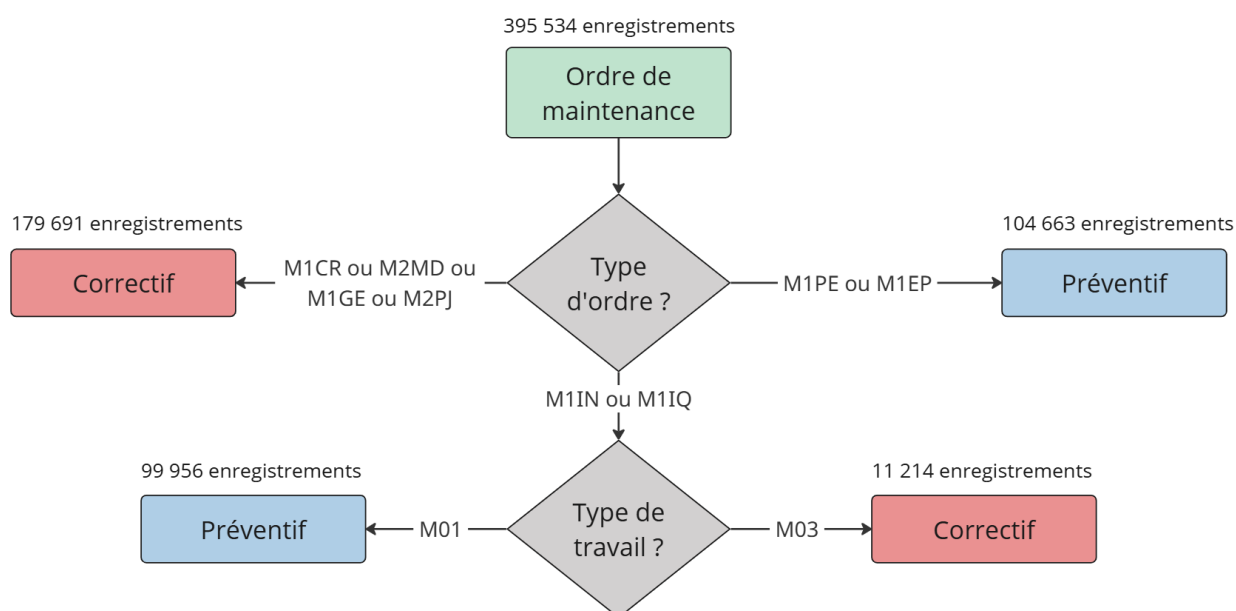 395 534 enregistrements
Ordre de
maintenance
179 691 enregistrements
104 663 enregistrements
Correctif
M1CR ou M2MD ou
M1GE ou M2PJ
Type
d'ordre ?
M1PE ou M1EP
Préventif
M1IN ou M1IQ
99 956 enregistrements
11 214 enregistrements
Préventif
M01
Type de
travail ?
M03
Correctif